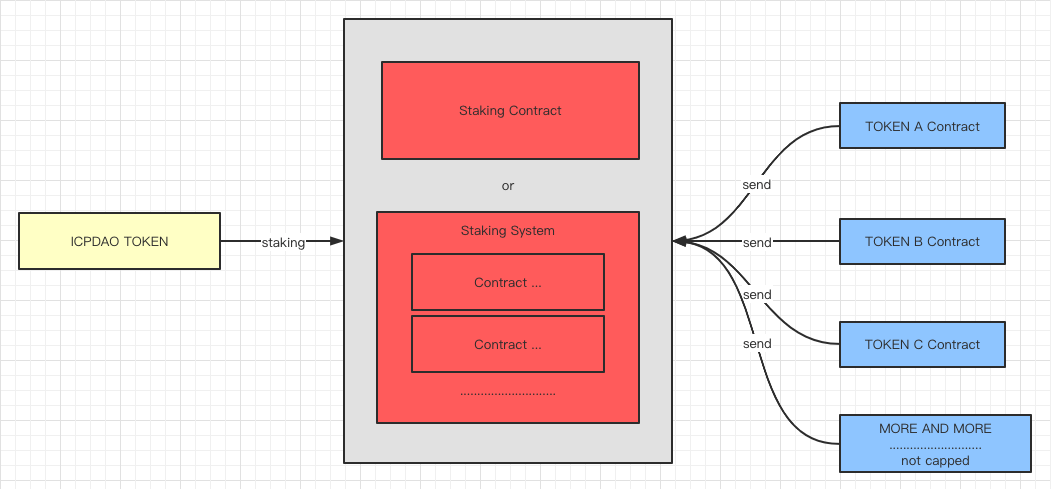 ICPDAO TOKEN
staking
Staking Contract
or
Staking System
Contract ...
Contract ...
............................
send
send
send
send
TOKEN A Contract
TOKEN B Contract
TOKEN C Contract
MORE AND MORE
...........................
not capped